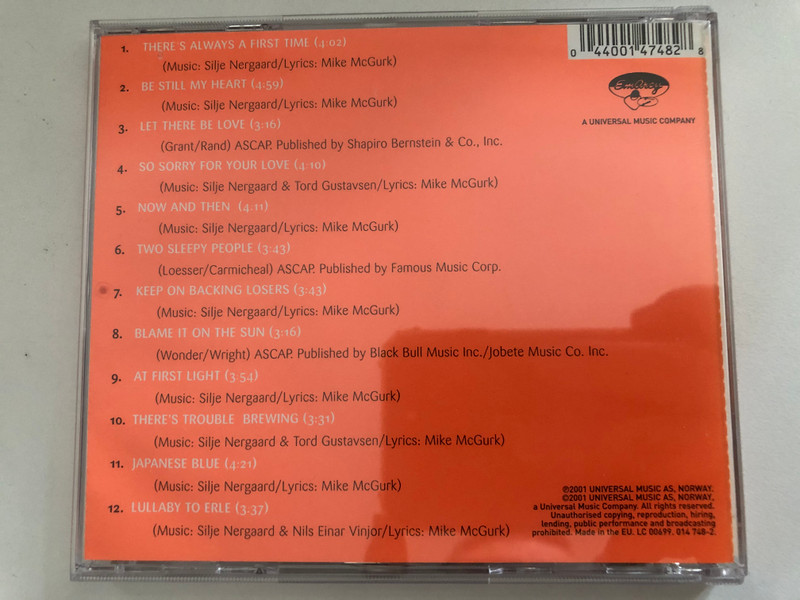 1. THERE'S ALWAYS A FIRST TIME (4:02)
(Music: Silje Nergaard/Lyrics: Mike McGurk)
2. BE STILL MY HEART (4:59)
(Music: Silje Nergaard/Lyrics: Mike McGurk)
3. LET THERE BE LOVE (3:16)
(Grant/Rand) ASCAP. Published by Shapiro Bernstein & Co., Inc.
4. SO SORRY FOR YOUR LOVE (4:10)
(Music: Silje Nergaard & Tord Gustavsen/Lyrics: Mike McGurk)
5. NOW AND THEN (4:11)
(Music: Silje Nergaard/Lyrics: Mike McGurk)
6. TWO SLEEPY PEOPLE (3:43)
(Loesser/Carmicheal) ASCAP. Published by Famous Music Corp.
7. KEEP ON BACKING LOSERS (3:43)
(Music: Silje Nergaard/Lyrics: Mike McGurk)
8. BLAME IT ON THE SUN (3:16)
(Wonder/Wright) ASCAP. Published by Black Bull Music Inc./Jobete Music Co. Inc.
9. AT FIRST LIGHT (3:54)
(Music: Silje Nergaard/Lyrics: Mike McGurk)
10. THERE'S TROUBLE BREWING (3:31)
(Music: Silje Nergaard & Tord Gustavsen/Lyrics: Mike McGurk)
11. JAPANESE BLUE (4:21)
(Music: Silje Nergaard/Lyrics: Mike McGurk)
12. LULLABY TO ERLE (3:37)
(Music: Silje Nergaard & Nils Einar Vinjor/Lyrics: Mike McGurk)
0 44001 47482 8
EmArcy
A UNIVERSAL MUSIC COMPANY
℗2001 UNIVERSAL MUSIC AS, NORWAY.
©2001 UNIVERSAL MUSIC AS, NORWAY,
a Universal Music Company. All rights reserved.
Unauthorised copying, reproduction, hiring,
lending, public performance and broadcasting
prohibited. Made in the EU. LC 00699. 014 748-2.